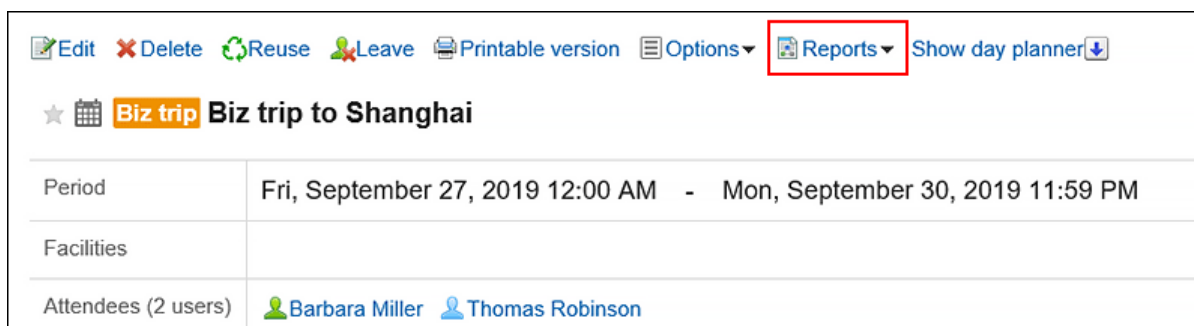 Edit Delete Reuse Leave Printable version Options Reports Show day planner
Biz trip Biz trip to Shanghai
Period Fri, September 27, 2019 12:00 AM - Mon, September 30, 2019 11:59 PM
Facilities
Attendees (2 users) Barbara Miller Thomas Robinson